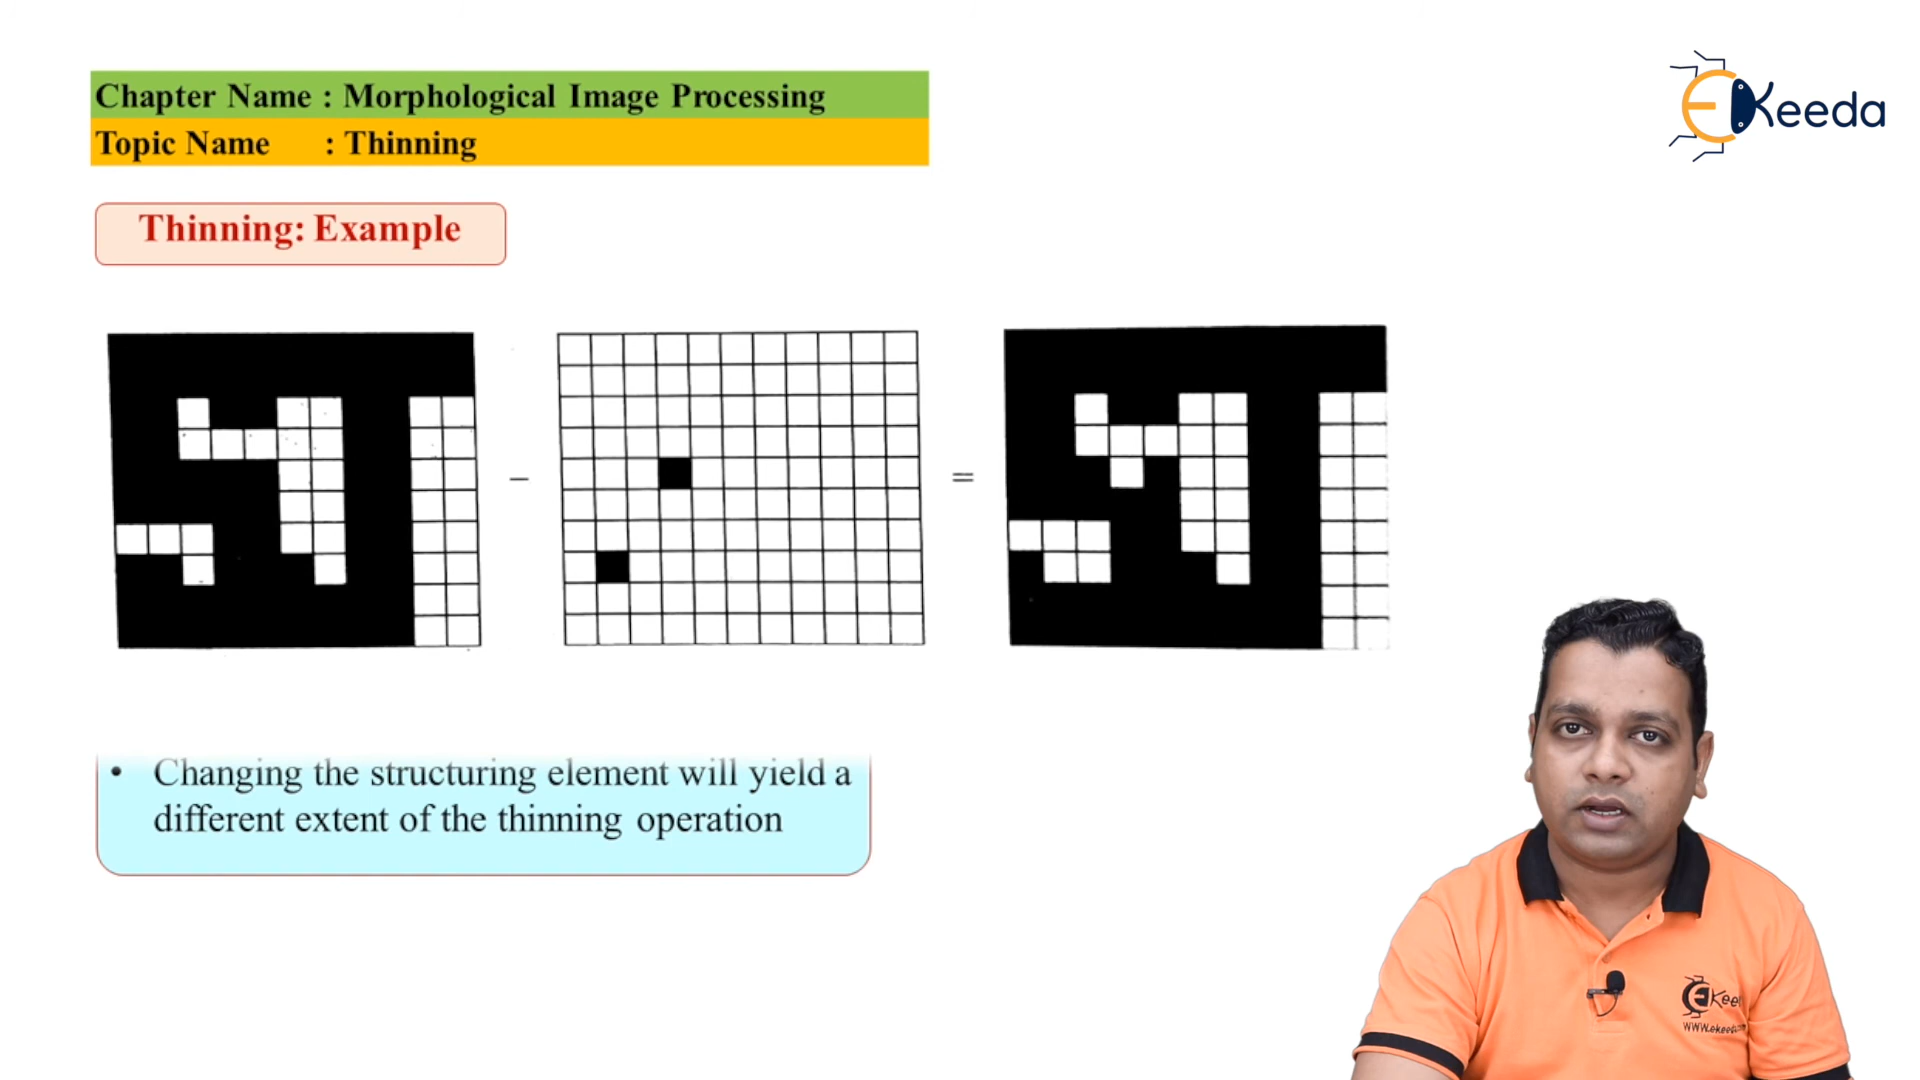 Keeda
Chapter Name : Morphological Image Processing
Topic Name : Thinning
Thinning: Example
− =
• Changing the structuring element will yield a
different extent of the thinning operation